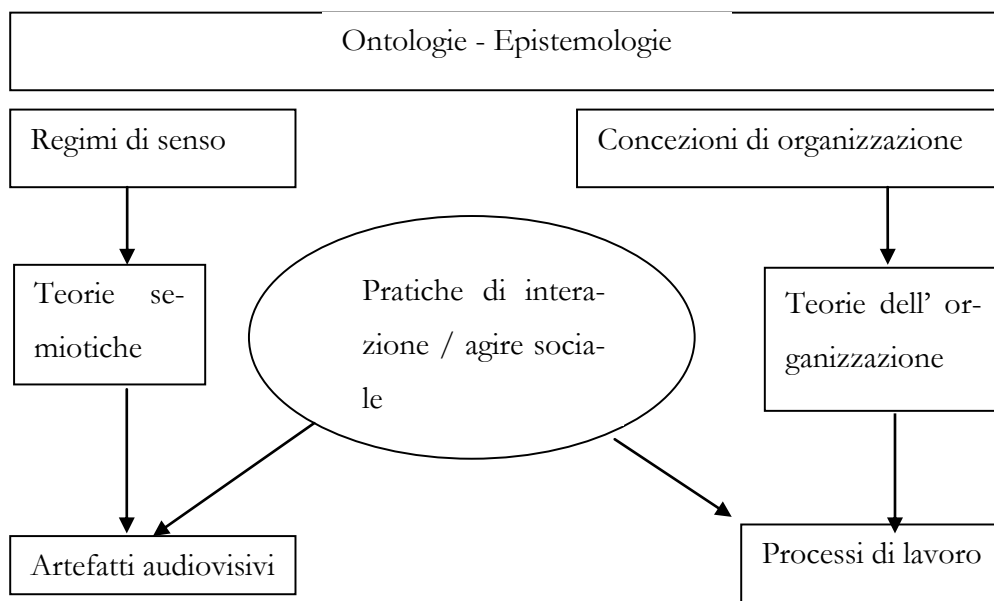 Ontologie - Epistemologie
Regimi di senso
Concezioni di organizzazione
Teorie se-
miotiche
Pratiche di intera-
zione / agire socia-
le
Teorie dell’ or-
ganizzazione
Artefatti audiovisivi
Processi di lavoro